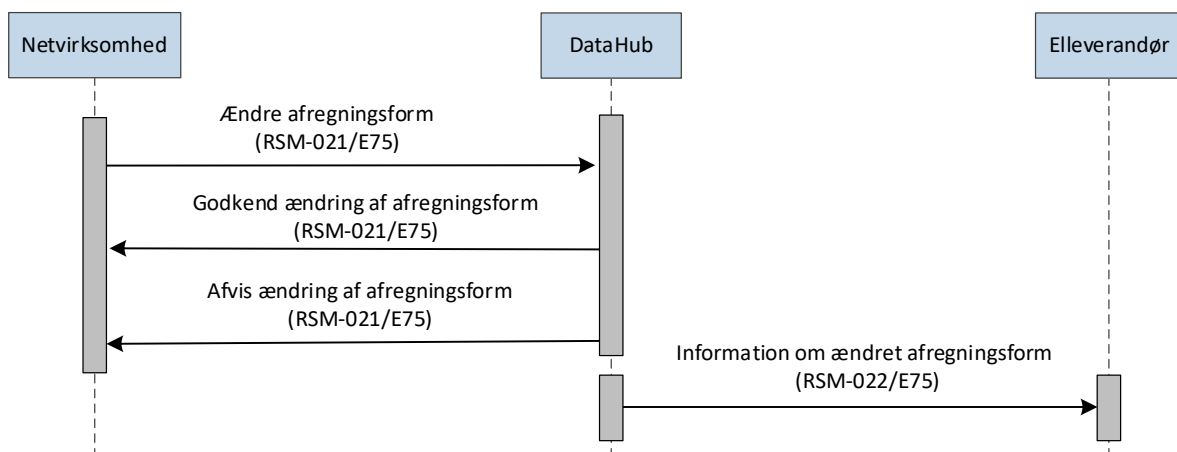 Netvirksomhed
DataHub
Elleverandør
Ændre afregningsform
(RSM-021/E75)
Godkend ændring af afregningsform
(RSM-021/E75)
Afvis ændring af afregningsform
(RSM-021/E75)
Information om ændret afregningsform
(RSM-022/E75)